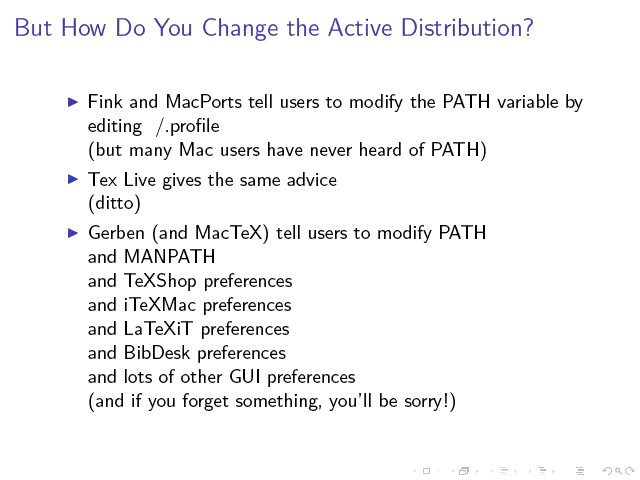 But How Do You Change the Active Distribution?
Fink and MacPorts tell users to modify the PATH variable by
editing /.profile
(but many Mac users have never heard of PATH)
Tex Live gives the same advice
(ditto)
Gerben (and MacTeX) tell users to modify PATH
and MANPATH
and TeXShop preferences
and iTeXMac preferences
and LaTeXiT preferences
and BibDesk preferences
and lots of other GUI preferences
(and if you forget something, you'll be sorry!)